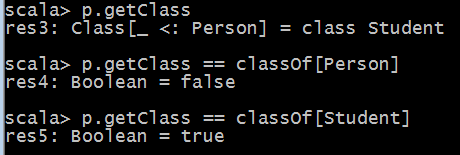 scala> p.getClass
res3: Class[_ <: Person] = class Student
scala> p.getClass == classOf[Person]
res4: Boolean = false
scala> p.getClass == classOf[Student]
res5: Boolean = true